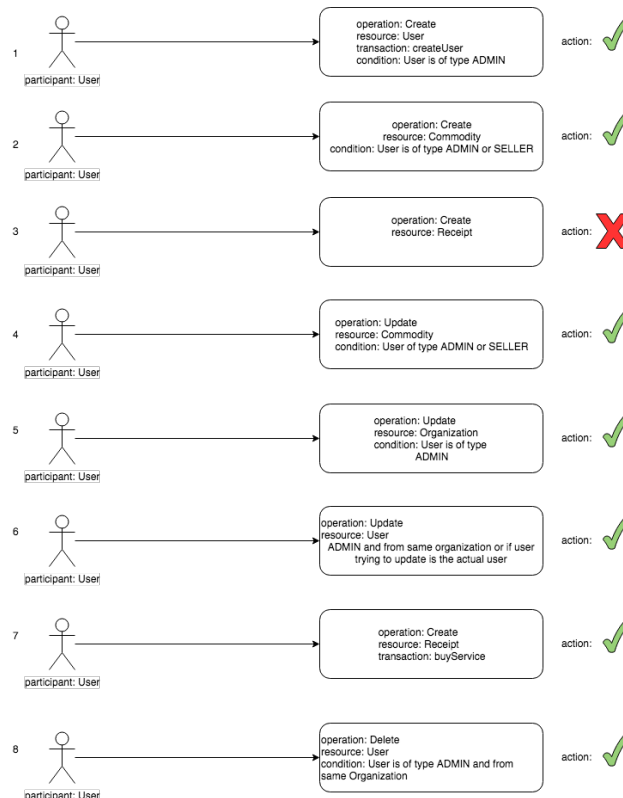 1
participant: User
operation: Create
resource: User
transaction: createUser
condition: User is of type ADMIN
action:
2
participant: User
operation: Create
resource: Commodity
condition: User is of type ADMIN or SELLER
action:
3
participant: User
operation: Create
resource: Receipt
action:
4
participant: User
operation: Update
resource: Commodity
condition: User of type ADMIN or SELLER
action:
5
participant: User
operation: Update
resource: Organization
condition: User is of type
ADMIN
action:
6
participant: User
operation: Update
resource: User
ADMIN and from same organization or if user
trying to update is the actual user
action:
7
participant: User
operation: Create
resource: Receipt
transaction: buyService
action:
8
participant: User
operation: Delete
resource: User
condition: User is of type ADMIN and from
same Organization
action: